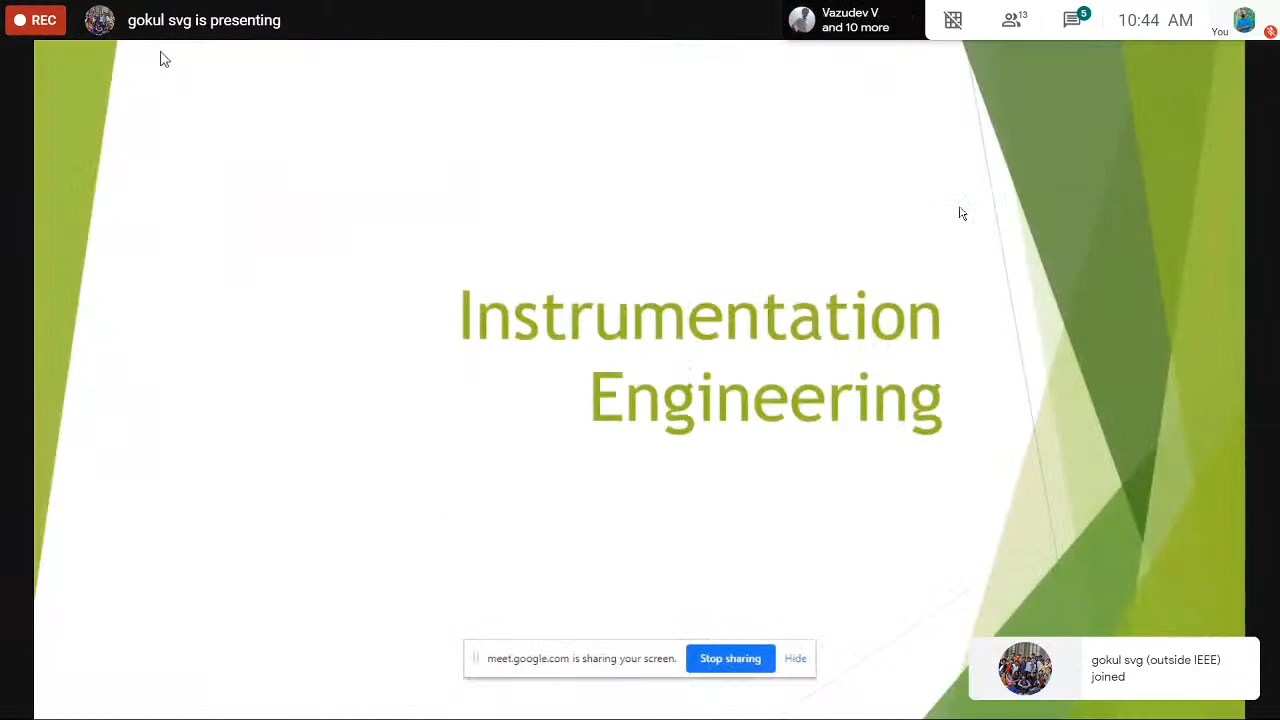 REC
gokul svg is presenting
Vazudev V
and 10 more
13
5
10:44 AM
You
Instrumentation
Engineering
meet.google.com is sharing your screen.
Stop sharing
Hide
gokul svg (outside IEEE)
joined